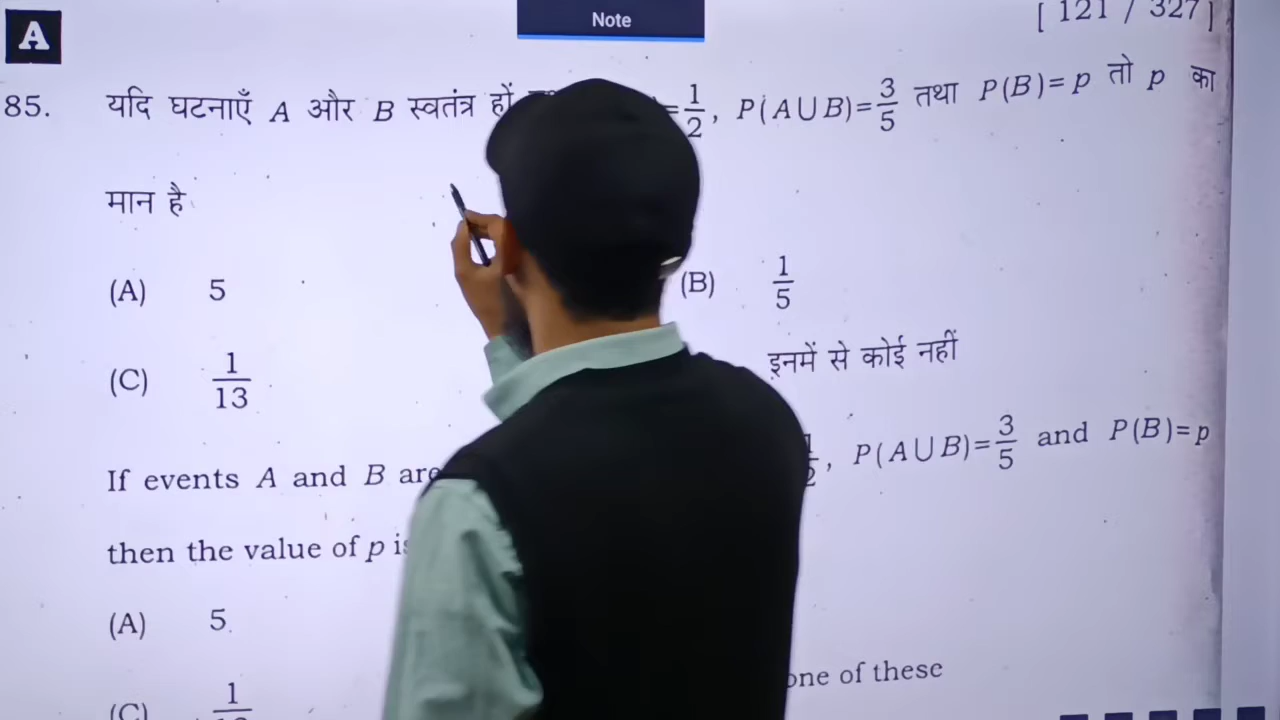 Note
[ 121 / 327 ]
A
85. यदि घटनाएँ A और B स्वतंत्र हों =1/2, P(A∪B)=3/5 तथा P(B)=p तो p का
मान है
(A) 5 (B) 1/5
(C) 1/13 इनमें से कोई नहीं
If events A and B are , P(A∪B)=3/5 and P(B)=p
then the value of p is
(A) 5
(C) one of these